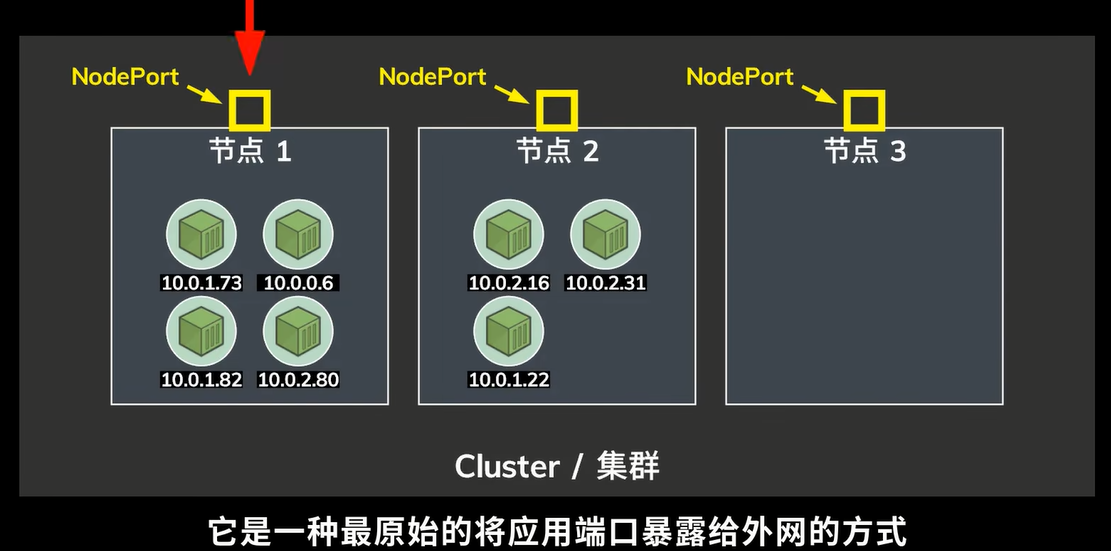 NodePort
NodePort
NodePort
节点 1
节点 2
节点 3
10.0.1.73
10.0.0.6
10.0.2.16
10.0.2.31
10.0.1.82
10.0.2.80
10.0.1.22
Cluster / 集群
它是一种最原始的将应用端口暴露给外网的方式